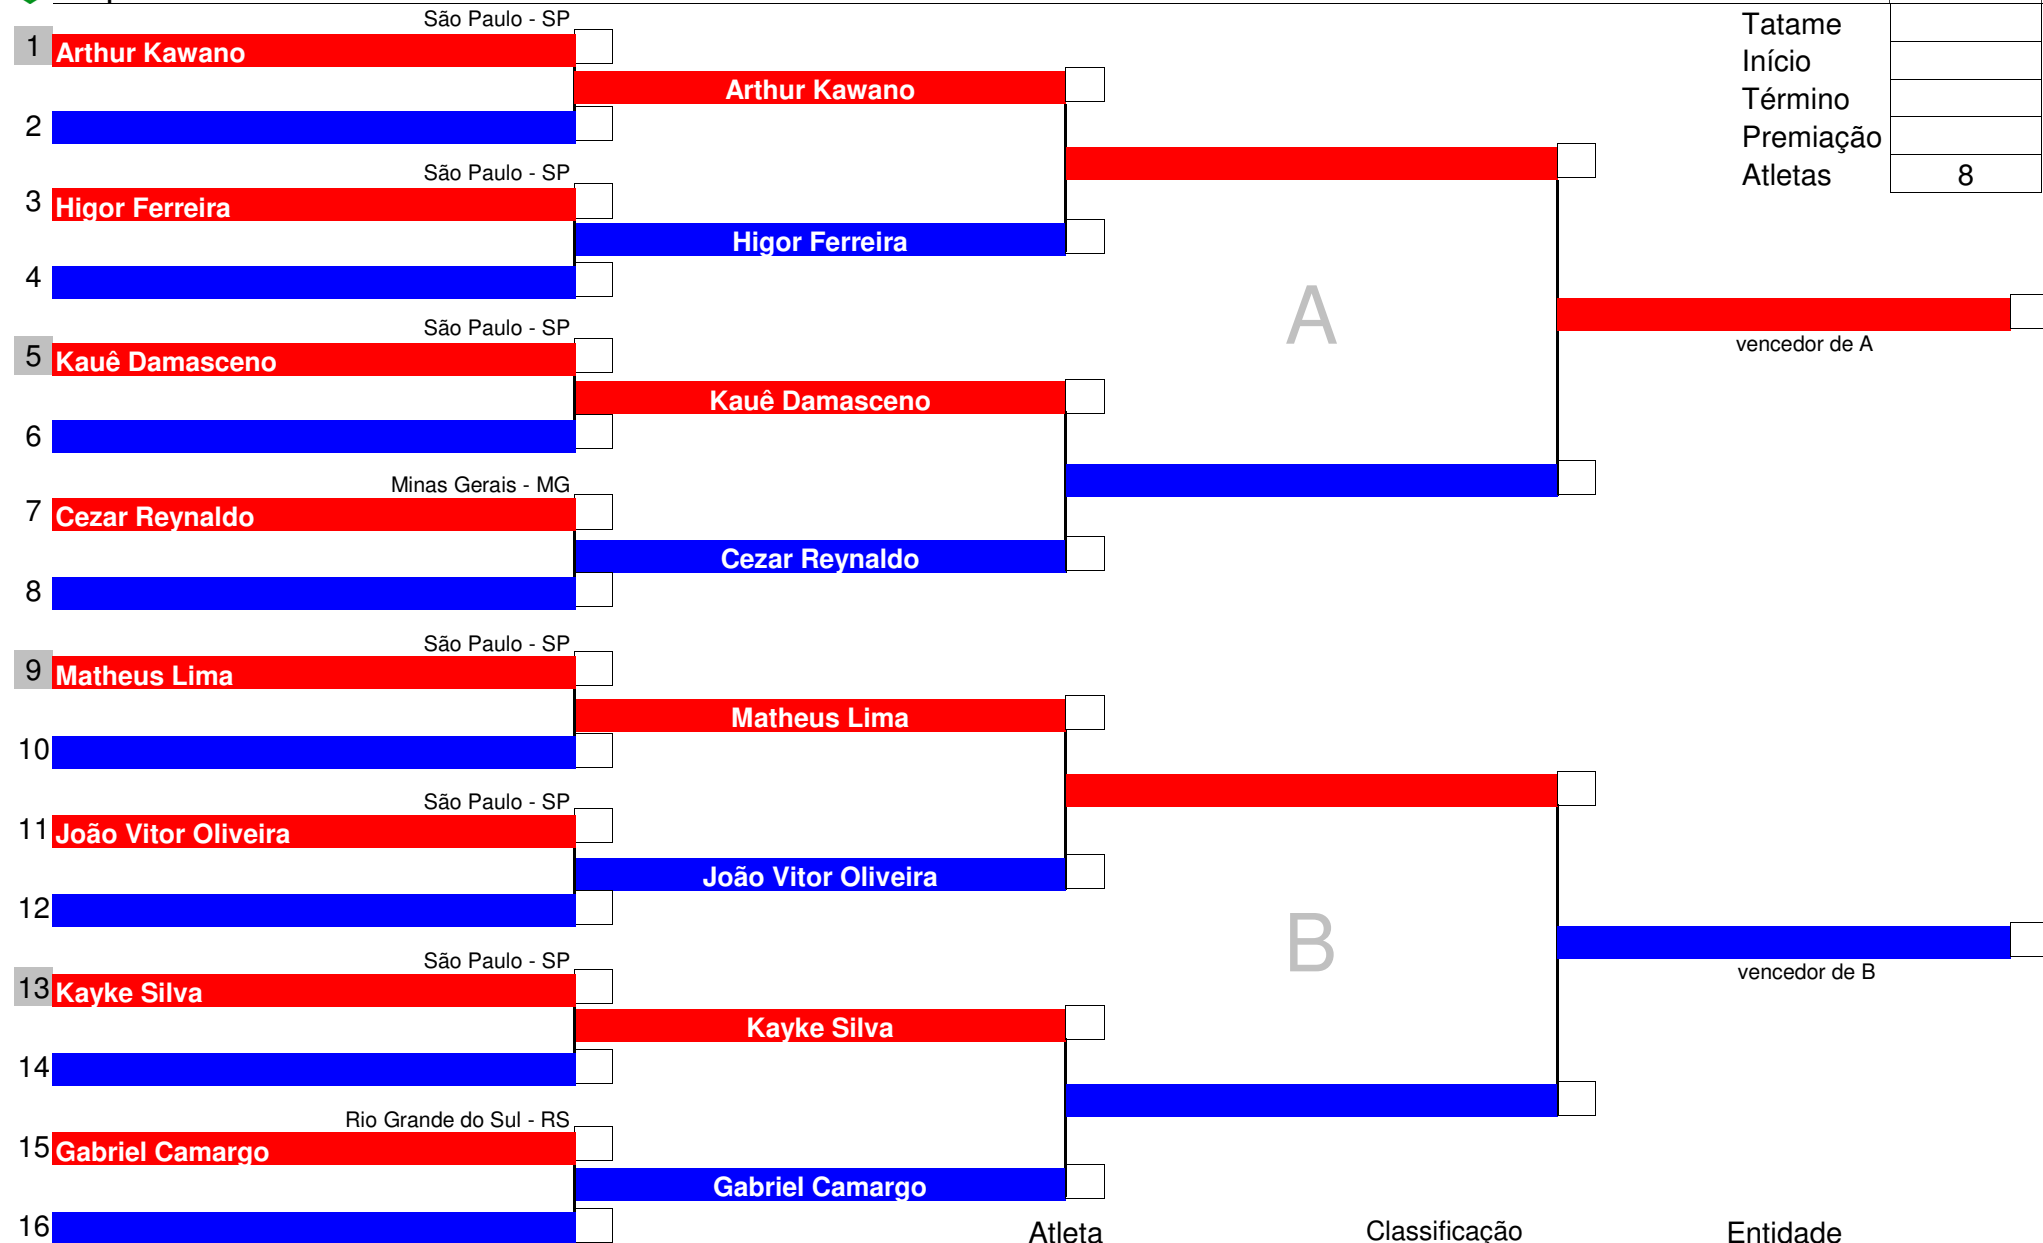 São Paulo - SP
1 Arthur Kawano
Arthur Kawano
2
São Paulo - SP
3 Higor Ferreira
Higor Ferreira
4
São Paulo - SP
5 Kauê Damasceno
Kauê Damasceno
6
Minas Gerais - MG
7 Cezar Reynaldo
Cezar Reynaldo
8
São Paulo - SP
9 Matheus Lima
Matheus Lima
10
São Paulo - SP
11 João Vitor Oliveira
João Vitor Oliveira
12
São Paulo - SP
13 Kayke Silva
Kayke Silva
14
Rio Grande do Sul - RS
15 Gabriel Camargo
Gabriel Camargo
16
A
B
vencedor de A
vencedor de B
Tatame
Início
Término
Premiação
Atletas 8
Atleta Classificação Entidade